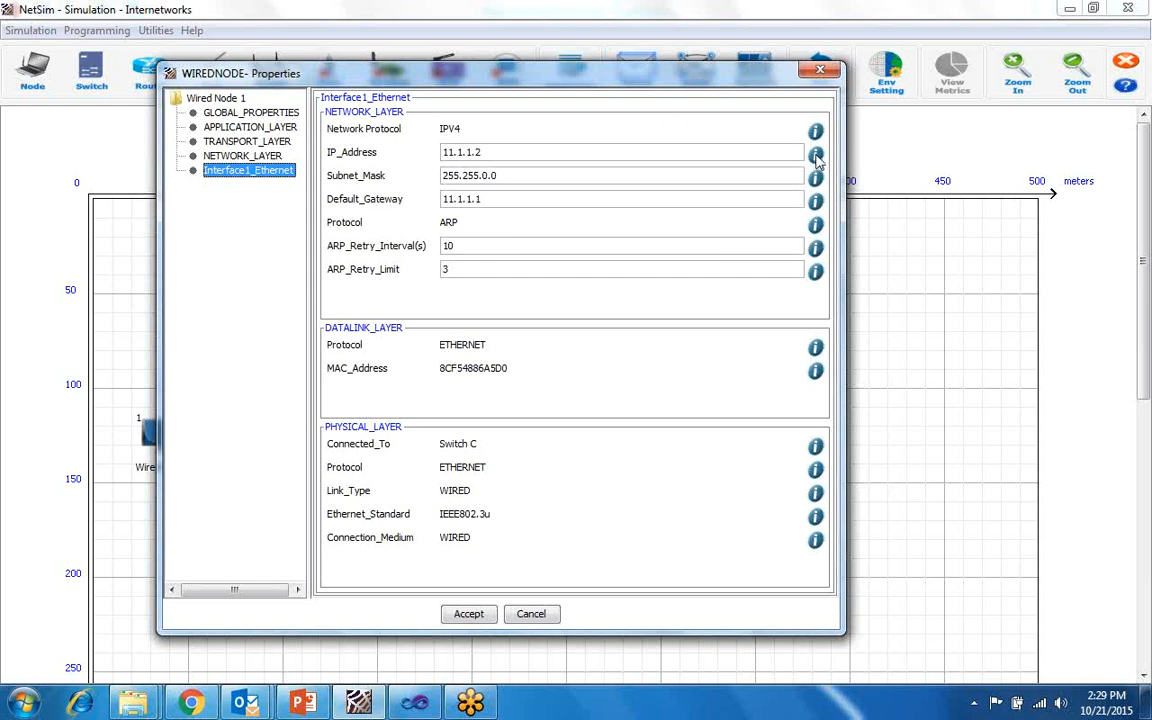 NetSim - Simulation - Internetworks
Simulation Programming Utilities Help
Node
Switch
Env Setting
View Metrics
Zoom In
Zoom Out
WIREDNODE- Properties
Wired Node 1
GLOBAL_PROPERTIES
APPLICATION_LAYER
TRANSPORT_LAYER
NETWORK_LAYER
Interface1_Ethernet
Interface1_Ethernet
NETWORK_LAYER
Network Protocol IPV4
IP_Address 11.1.1.2
Subnet_Mask 255.255.0.0
Default_Gateway 11.1.1.1
Protocol ARP
ARP_Retry_Interval(s) 10
ARP_Retry_Limit 3
DATALINK_LAYER
Protocol ETHERNET
MAC_Address 8CF54886A5D0
PHYSICAL_LAYER
Connected_To Switch C
Protocol ETHERNET
Link_Type WIRED
Ethernet_Standard IEEE802.3u
Connection_Medium WIRED
Accept Cancel
0
450 500 meters
50
100
150
200
250
1
Wire
2:29 PM
10/21/2015